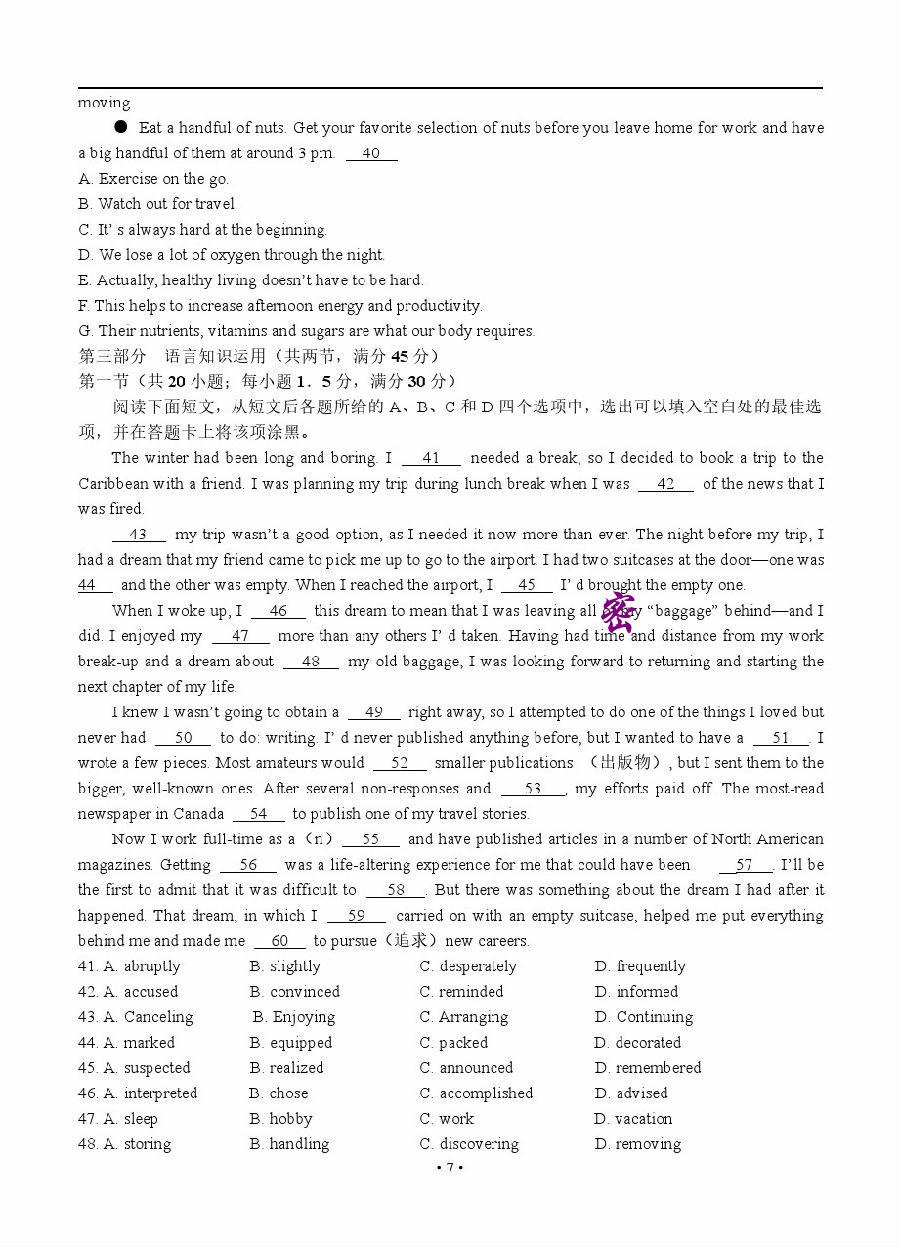 moving
● Eat a handful of nuts. Get your favorite selection of nuts before you leave home for work and have
a big handful of them at around 3 pm. 40
A. Exercise on the go.
B. Watch out for travel
C. It' s always hard at the beginning.
D. We lose a lot of oxygen through the night.
E. Actually, healthy living doesn't have to be hard.
F. This helps to increase afternoon energy and productivity.
G. Their nutrients, vitamins and sugars are what our body requires.
第三部分 语言知识运用（共两节，满分 45 分）
第一节（共 20 小题；每小题 1．5 分，满分 30 分）
阅读下面短文，从短文后各题所给的 A、B、C 和 D 四个选项中，选出可以填入空白处的最佳选
项，并在答题卡上将该项涂黑。
The winter had been long and boring. I 41 needed a break, so I decided to book a trip to the
Caribbean with a friend. I was planning my trip during lunch break when I was 42 of the news that I
was fired.
43 my trip wasn't a good option, as I needed it now more than ever. The night before my trip, I
had a dream that my friend came to pick me up to go to the airport. I had two suitcases at the door—one was
44 and the other was empty. When I reached the airport, I 45 I' d brought the empty one.
When I woke up, I 46 this dream to mean that I was leaving all 密 my “baggage” behind—and I
did. I enjoyed my 47 more than any others I' d taken. Having had time and distance from my work
break-up and a dream about 48 my old baggage, I was looking forward to returning and starting the
next chapter of my life.
I knew I wasn't going to obtain a 49 right away, so I attempted to do one of the things I loved but
never had 50 to do: writing. I' d never published anything before, but I wanted to have a 51 . I
wrote a few pieces. Most amateurs would 52 smaller publications （出版物）, but I sent them to the
bigger, well-known ones. After several non-responses and 53 , my efforts paid off. The most-read
newspaper in Canada 54 to publish one of my travel stories.
Now I work full-time as a（n） 55 and have published articles in a number of North American
magazines. Getting 56 was a life-altering experience for me that could have been 57 . I'll be
the first to admit that it was difficult to 58 . But there was something about the dream I had after it
happened. That dream, in which I 59 carried on with an empty suitcase, helped me put everything
behind me and made me 60 to pursue（追求）new careers.
41. A. abruptly B. slightly C. desperately D. frequently
42. A. accused B. convinced C. reminded D. informed
43. A. Canceling B. Enjoying C. Arranging D. Continuing
44. A. marked B. equipped C. packed D. decorated
45. A. suspected B. realized C. announced D. remembered
46. A. interpreted B. chose C. accomplished D. advised
47. A. sleep B. hobby C. work D. vacation
48. A. storing B. handling C. discovering D. removing
• 7 •